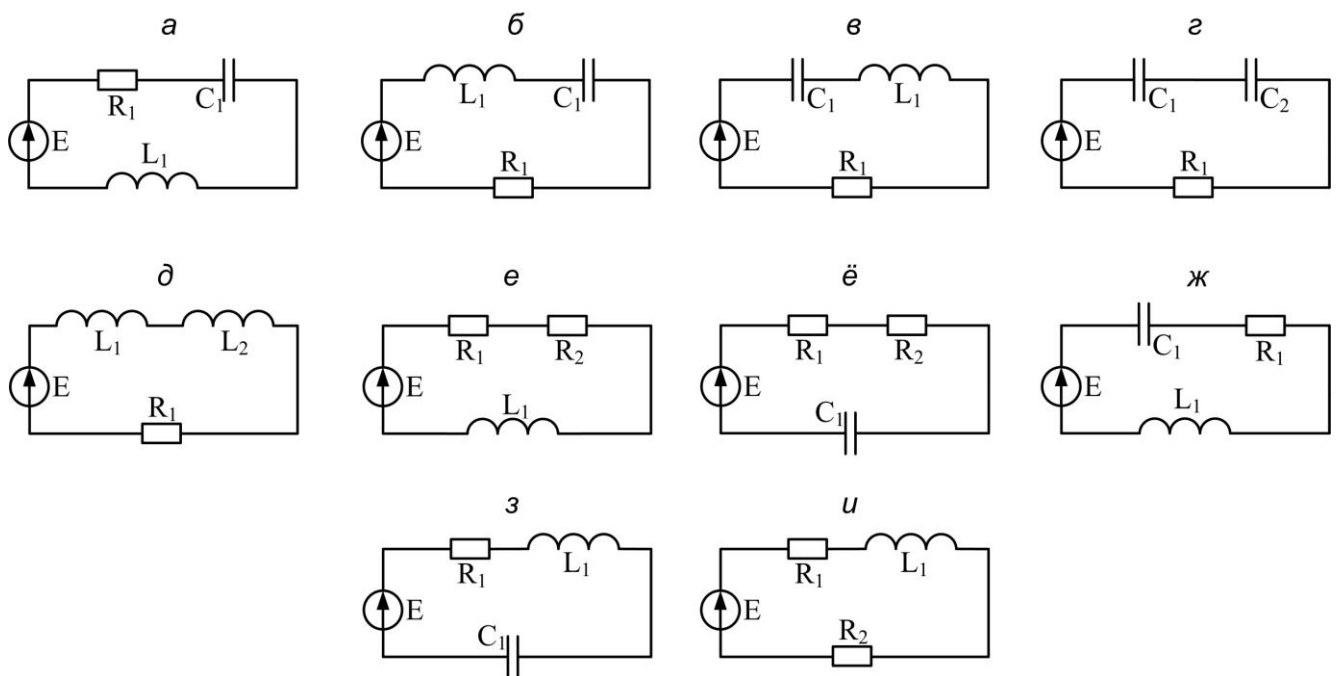 а б в г
R₁ C₁ L₁ C₁ C₁ L₁ C₁ C₂
E E E E
L₁ R₁ R₁ R₁
д е ё ж
L₁ L₂ R₁ R₂ R₁ R₂ C₁ R₁
E E E E
R₁ L₁ C₁ L₁
з и
R₁ L₁ R₁ L₁
E E
C₁ R₂